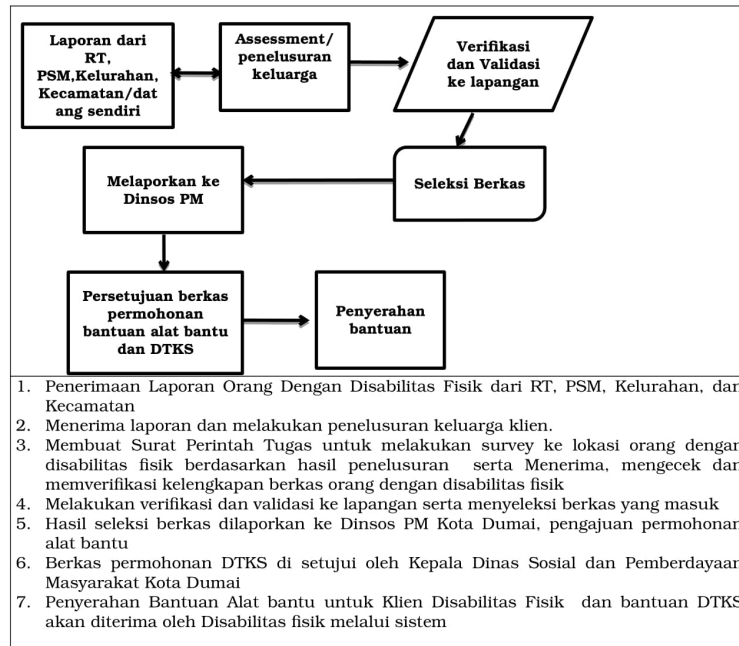 Laporan dari
RT,
PSM,Kelurahan,
Kecamatan/dat
ang sendiri
Assessment/
penelusuran
keluarga
Verifikasi
dan Validasi
ke lapangan
Melaporkan ke
Dinsos PM
Seleksi Berkas
Persetujuan berkas
permohonan
bantuan alat bantu
dan DTKS
Penyerahan
bantuan
1. Penerimaan Laporan Orang Dengan Disabilitas Fisik dari RT, PSM, Kelurahan, dan
Kecamatan
2. Menerima laporan dan melakukan penelusuran keluarga klien.
3. Membuat Surat Perintah Tugas untuk melakukan survey ke lokasi orang dengan
disabilitas fisik berdasarkan hasil penelusuran serta Menerima, mengecek dan
memverifikasi kelengkapan berkas orang dengan disabilitas fisik
4. Melakukan verifikasi dan validasi ke lapangan serta menyeleksi berkas yang masuk
5. Hasil seleksi berkas dilaporkan ke Dinsos PM Kota Dumai, pengajuan permohonan
alat bantu
6. Berkas permohonan DTKS di setujui oleh Kepala Dinas Sosial dan Pemberdayaan
Masyarakat Kota Dumai
7. Penyerahan Bantuan Alat bantu untuk Klien Disabilitas Fisik dan bantuan DTKS
akan diterima oleh Disabilitas fisik melalui sistem